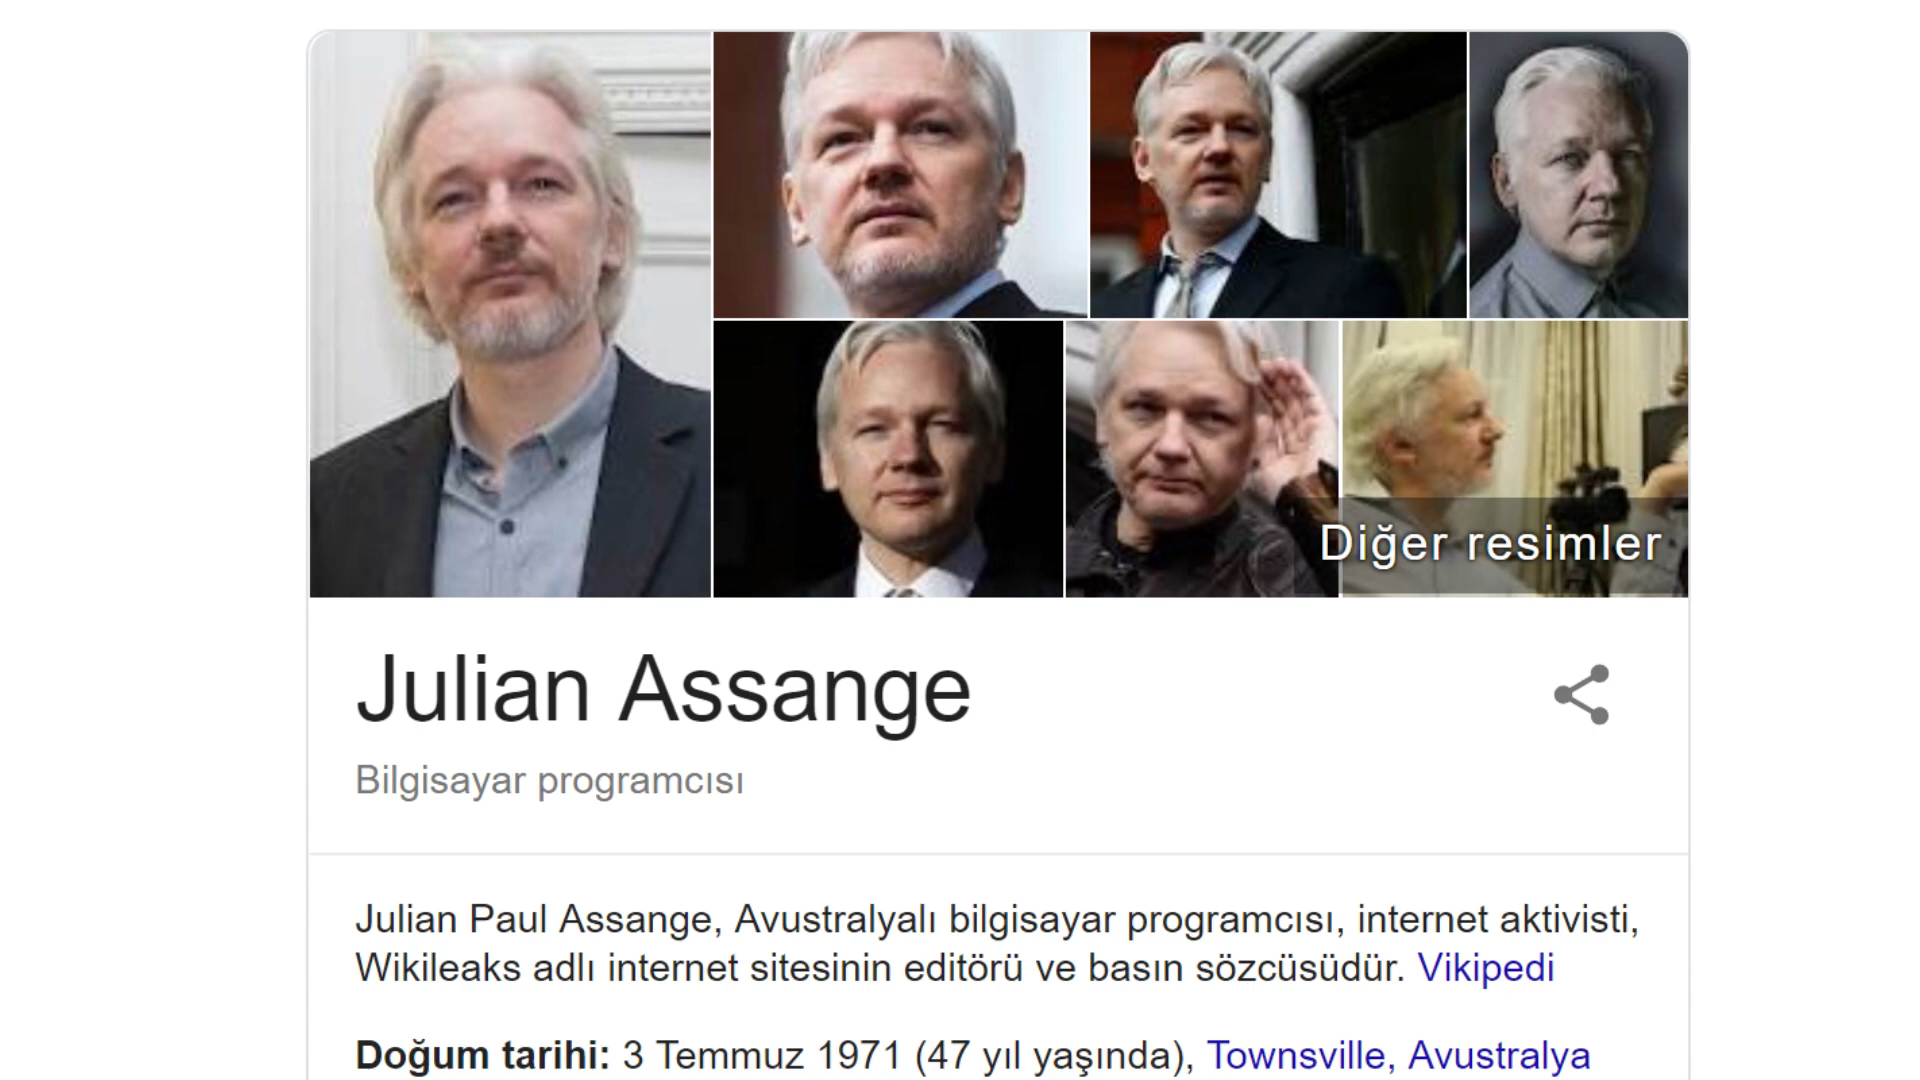 Diğer resimler
Julian Assange
Bilgisayar programcısı
Julian Paul Assange, Avustralyalı bilgisayar programcısı, internet aktivisti,
Wikileaks adlı internet sitesinin editörü ve basın sözcüsüdür. Vikipedi
Doğum tarihi: 3 Temmuz 1971 (47 yıl yaşında), Townsville, Avustralya